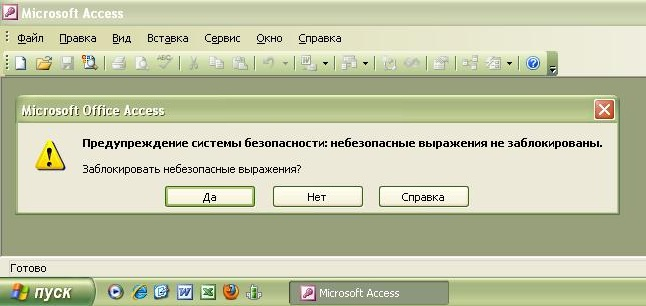 Microsoft Access
Файл Правка Вид Вставка Сервис Окно Справка
Microsoft Office Access
Предупреждение системы безопасности: небезопасные выражения не заблокированы.
Заблокировать небезопасные выражения?
Да Нет Справка
Готово
пуск Microsoft Access